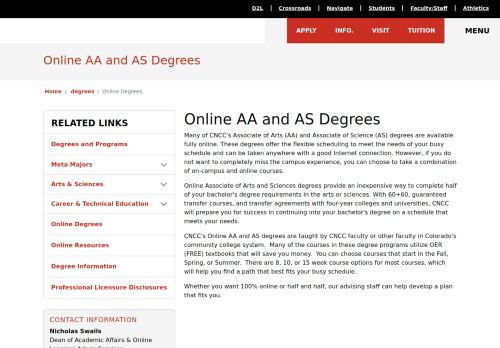 D2L | Crossroads | Navigate | Students | Faculty/Staff | Athletics
APPLY INFO. VISIT TUITION MENU
Online AA and AS Degrees
Home / degrees / Online Degrees
RELATED LINKS
Degrees and Programs
Meta Majors
Arts & Sciences
Career & Technical Education
Online Degrees
Online Resources
Degree Information
Professional Licensure Disclosures
CONTACT INFORMATION
Nicholas Swails
Dean of Academic Affairs & Online
Online AA and AS Degrees
Many of CNCC's Associate of Arts (AA) and Associate of Science (AS) degrees are available
fully online. These degrees offer the flexible scheduling to meet the needs of your busy
schedule and can be taken anywhere with a good Internet connection. However, if you do
not want to completely miss the campus experience, you can choose to take a combination
of on-campus and online courses.
Online Associate of Arts and Sciences degrees provide an inexpensive way to complete half
of your bachelor's degree requirements in the arts or sciences. With 60+60, guaranteed
transfer courses, and transfer agreements with four-year colleges and universities, CNCC
will prepare you for success in continuing into your bachelor's degree on a schedule that
meets your needs.
CNCC's Online AA and AS degrees are taught by CNCC faculty or other faculty in Colorado's
community college system. Many of the courses in these degree programs utilize OER
(FREE) textbooks that will save you money. You can choose courses that start in the Fall,
Spring, or Summer. There are 8, 10, or 15 week course options for most courses, which
will help you find a path that best fits your busy schedule.
Whether you want 100% online or half and half, our advising staff can help develop a plan
that fits you.